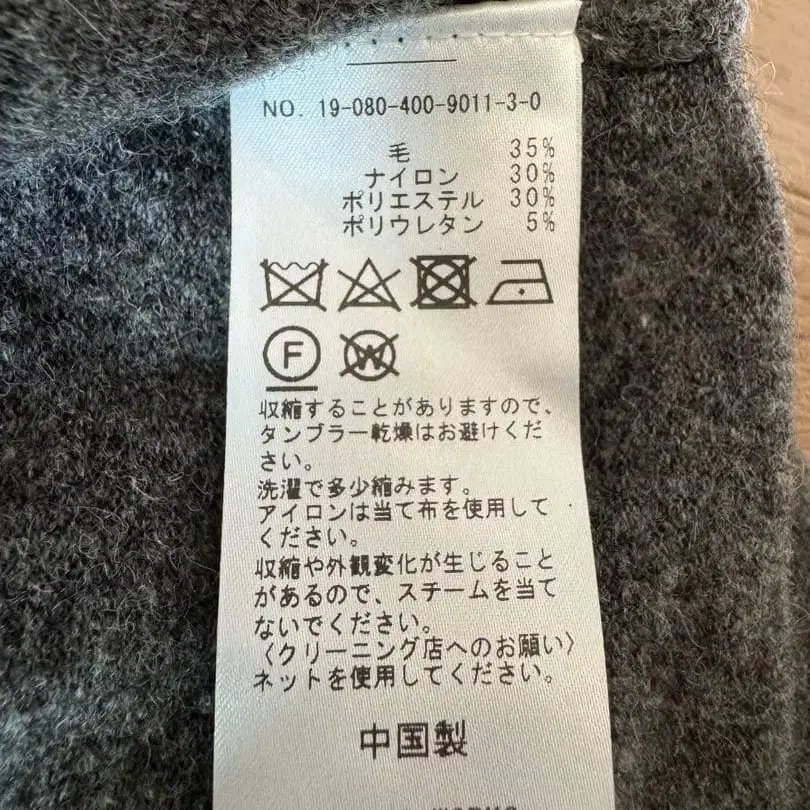 NO. 19-080-400-9011-3-0
毛 35%
ナイロン 30%
ポリエステル 30%
ポリウレタン 5%
F W
収縮することがありますので、
タンブラー乾燥はお避けくだ
さい。
洗濯で多少縮みます。
アイロンは当て布を使用して
ください。
収縮や外観変化が生じること
があるので、スチームを当て
ないでください。
〈クリーニング店へのお願い〉
ネットを使用してください。
中国製